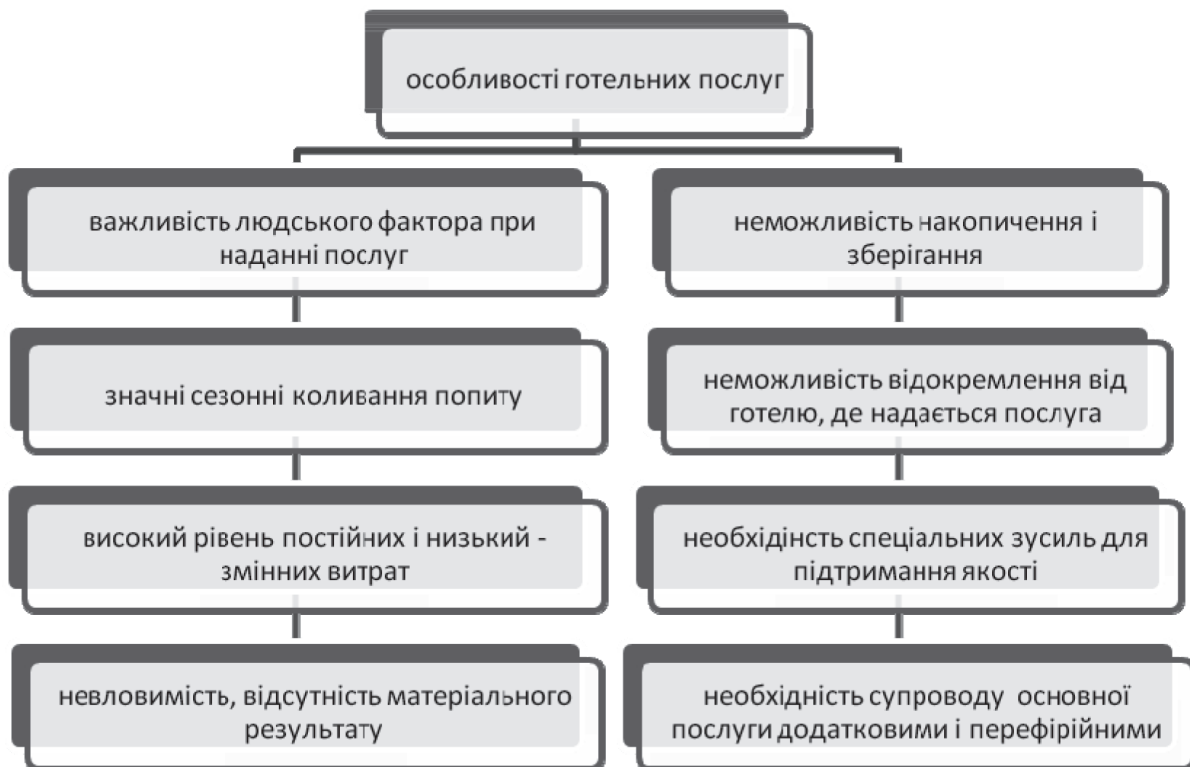 особливості готельних послуг
важливість людського фактора при
наданні послуг
значні сезонні коливання попиту
високий рівень постійних і низький -
змінних витрат
невловимість, відсутність матеріального
результату
неможливість накопичення і
зберігання
неможливість відокремлення від
готелю, де надається послуга
необхідінсть спеціальних зусиль для
підтримання якості
необхідність супроводу основної
послуги додатковими і перефірійними